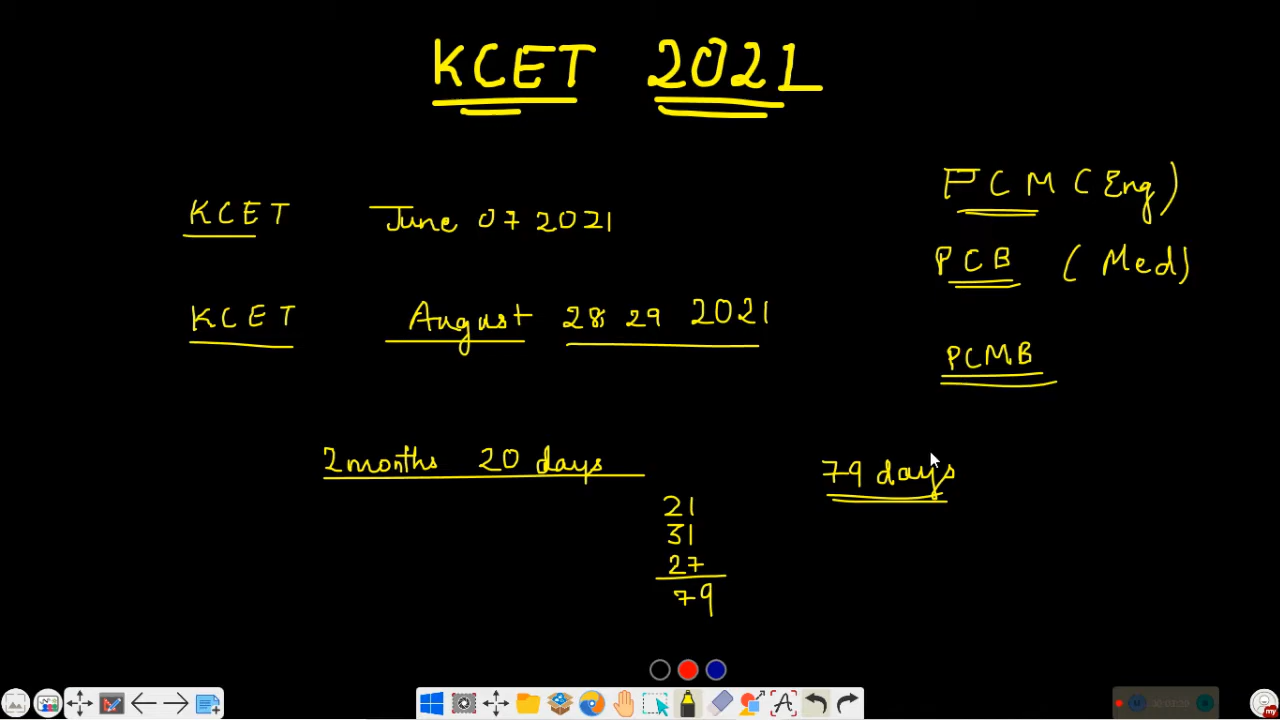 KCET 2021
PCM (Eng)
KCET June 07 2021
PCB (Med)
KCET August 28, 29 2021
PCMB
2months 20 days
79 days
21
31
27
79